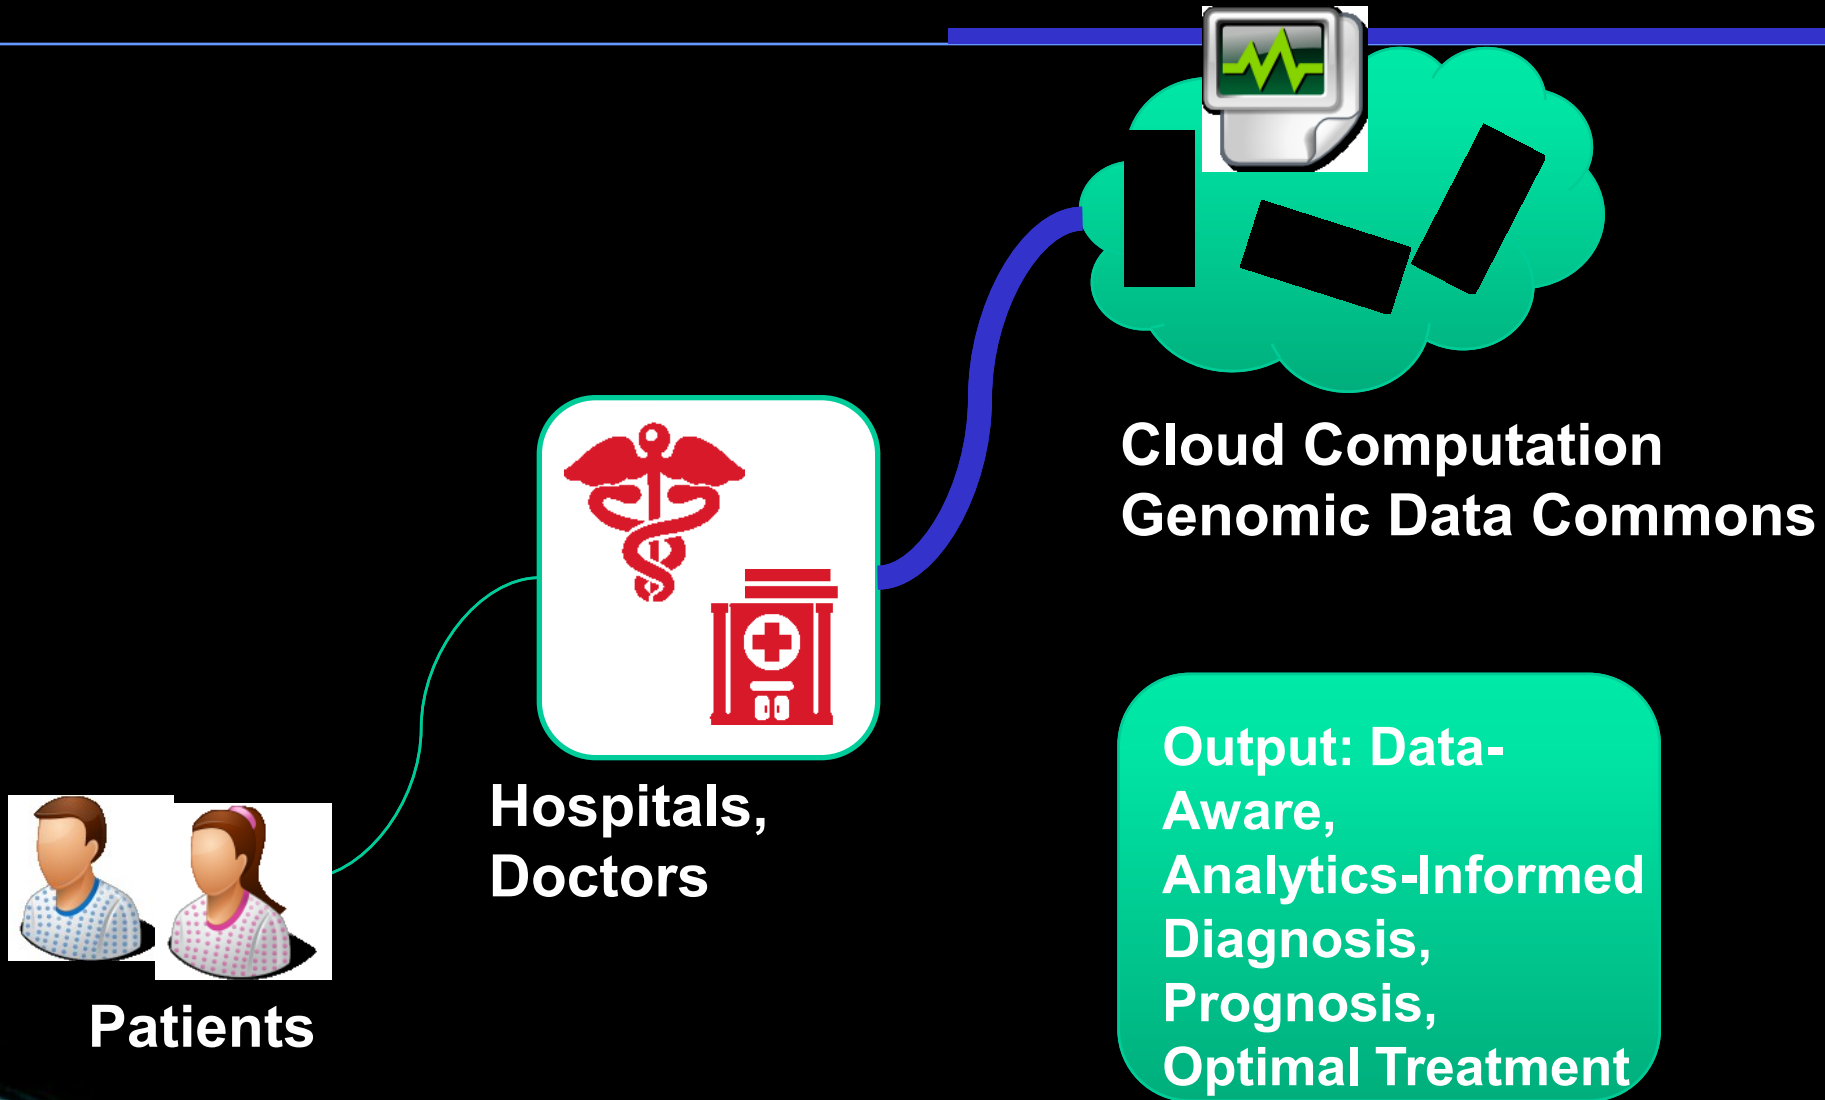 Cloud Computation
Genomic Data Commons
Hospitals,
Doctors
Patients
Output: Data-
Aware,
Analytics-Informed
Diagnosis,
Prognosis,
Optimal Treatment